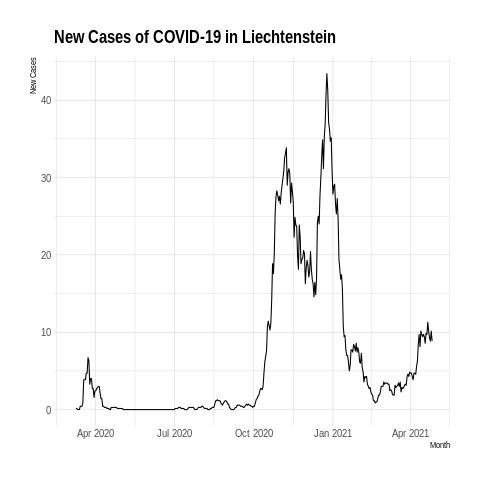 New Cases of COVID-19 in Liechtenstein
New Cases
40
30
20
10
0
Apr 2020 Jul 2020 Oct 2020 Jan 2021 Apr 2021
Month